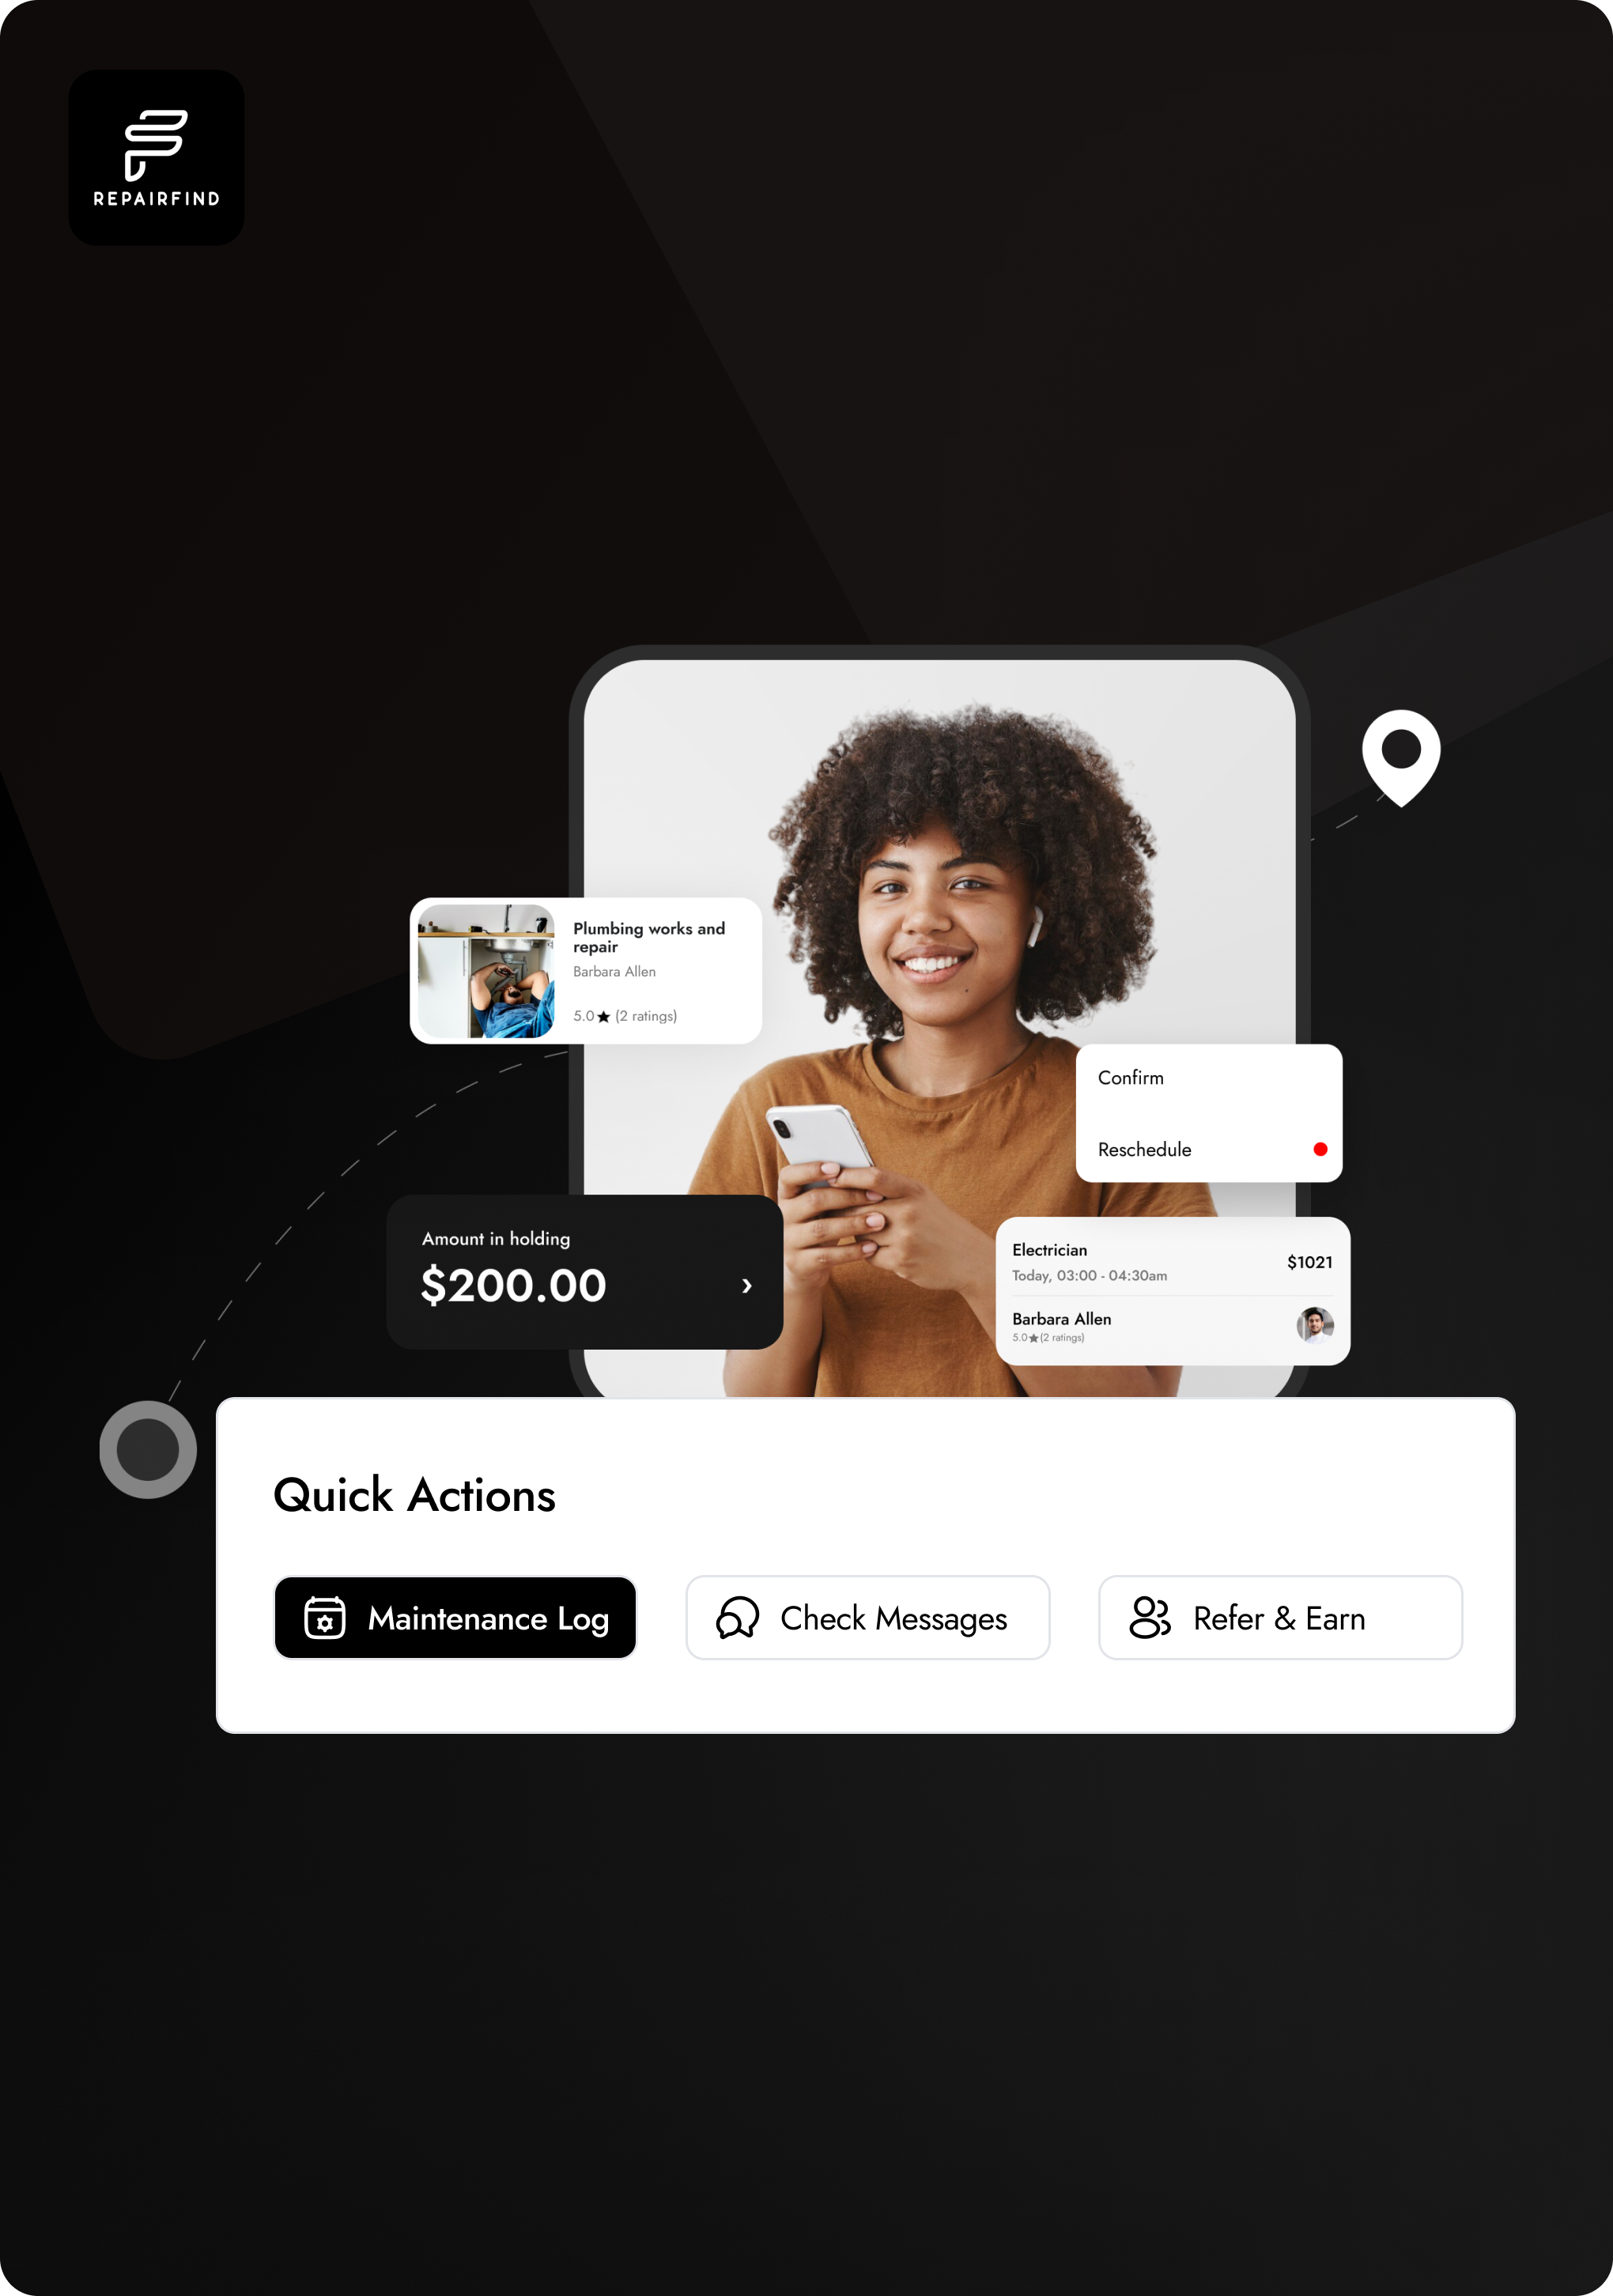 REPAIRFIND
Plumbing works and
repair
Barbara Allen
5.0★ (2 ratings)
Confirm
Reschedule
Amount in holding
$200.00
Electrician
$1021
Today, 03:00 - 04:30am
Barbara Allen
5.0★(2 ratings)
Quick Actions
Maintenance Log
Check Messages
Refer & Earn